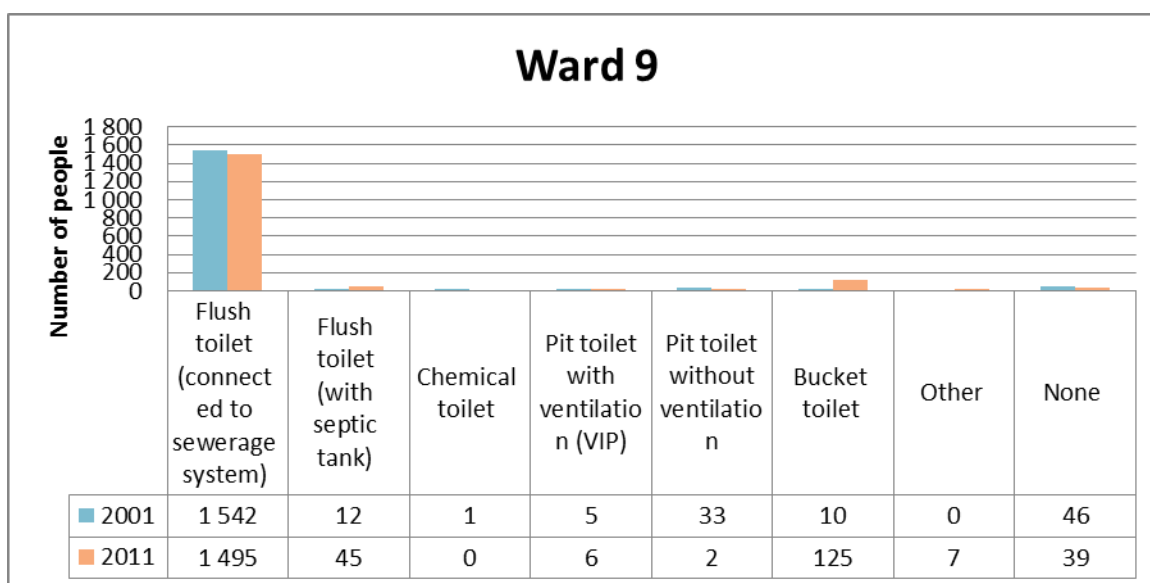 Ward 9
Number of people
1 800
1 600
1 400
1 200
1 000
800
600
400
200
0
Flush
toilet
(connect
ed to
sewerage
system)
Flush
toilet
(with
septic
tank)
Chemical
toilet
Pit toilet
with
ventilatio
n (VIP)
Pit toilet
without
ventilatio
n
Bucket
toilet
Other
None
2001 1 542 12 1 5 33 10 0 46
2011 1 495 45 0 6 2 125 7 39